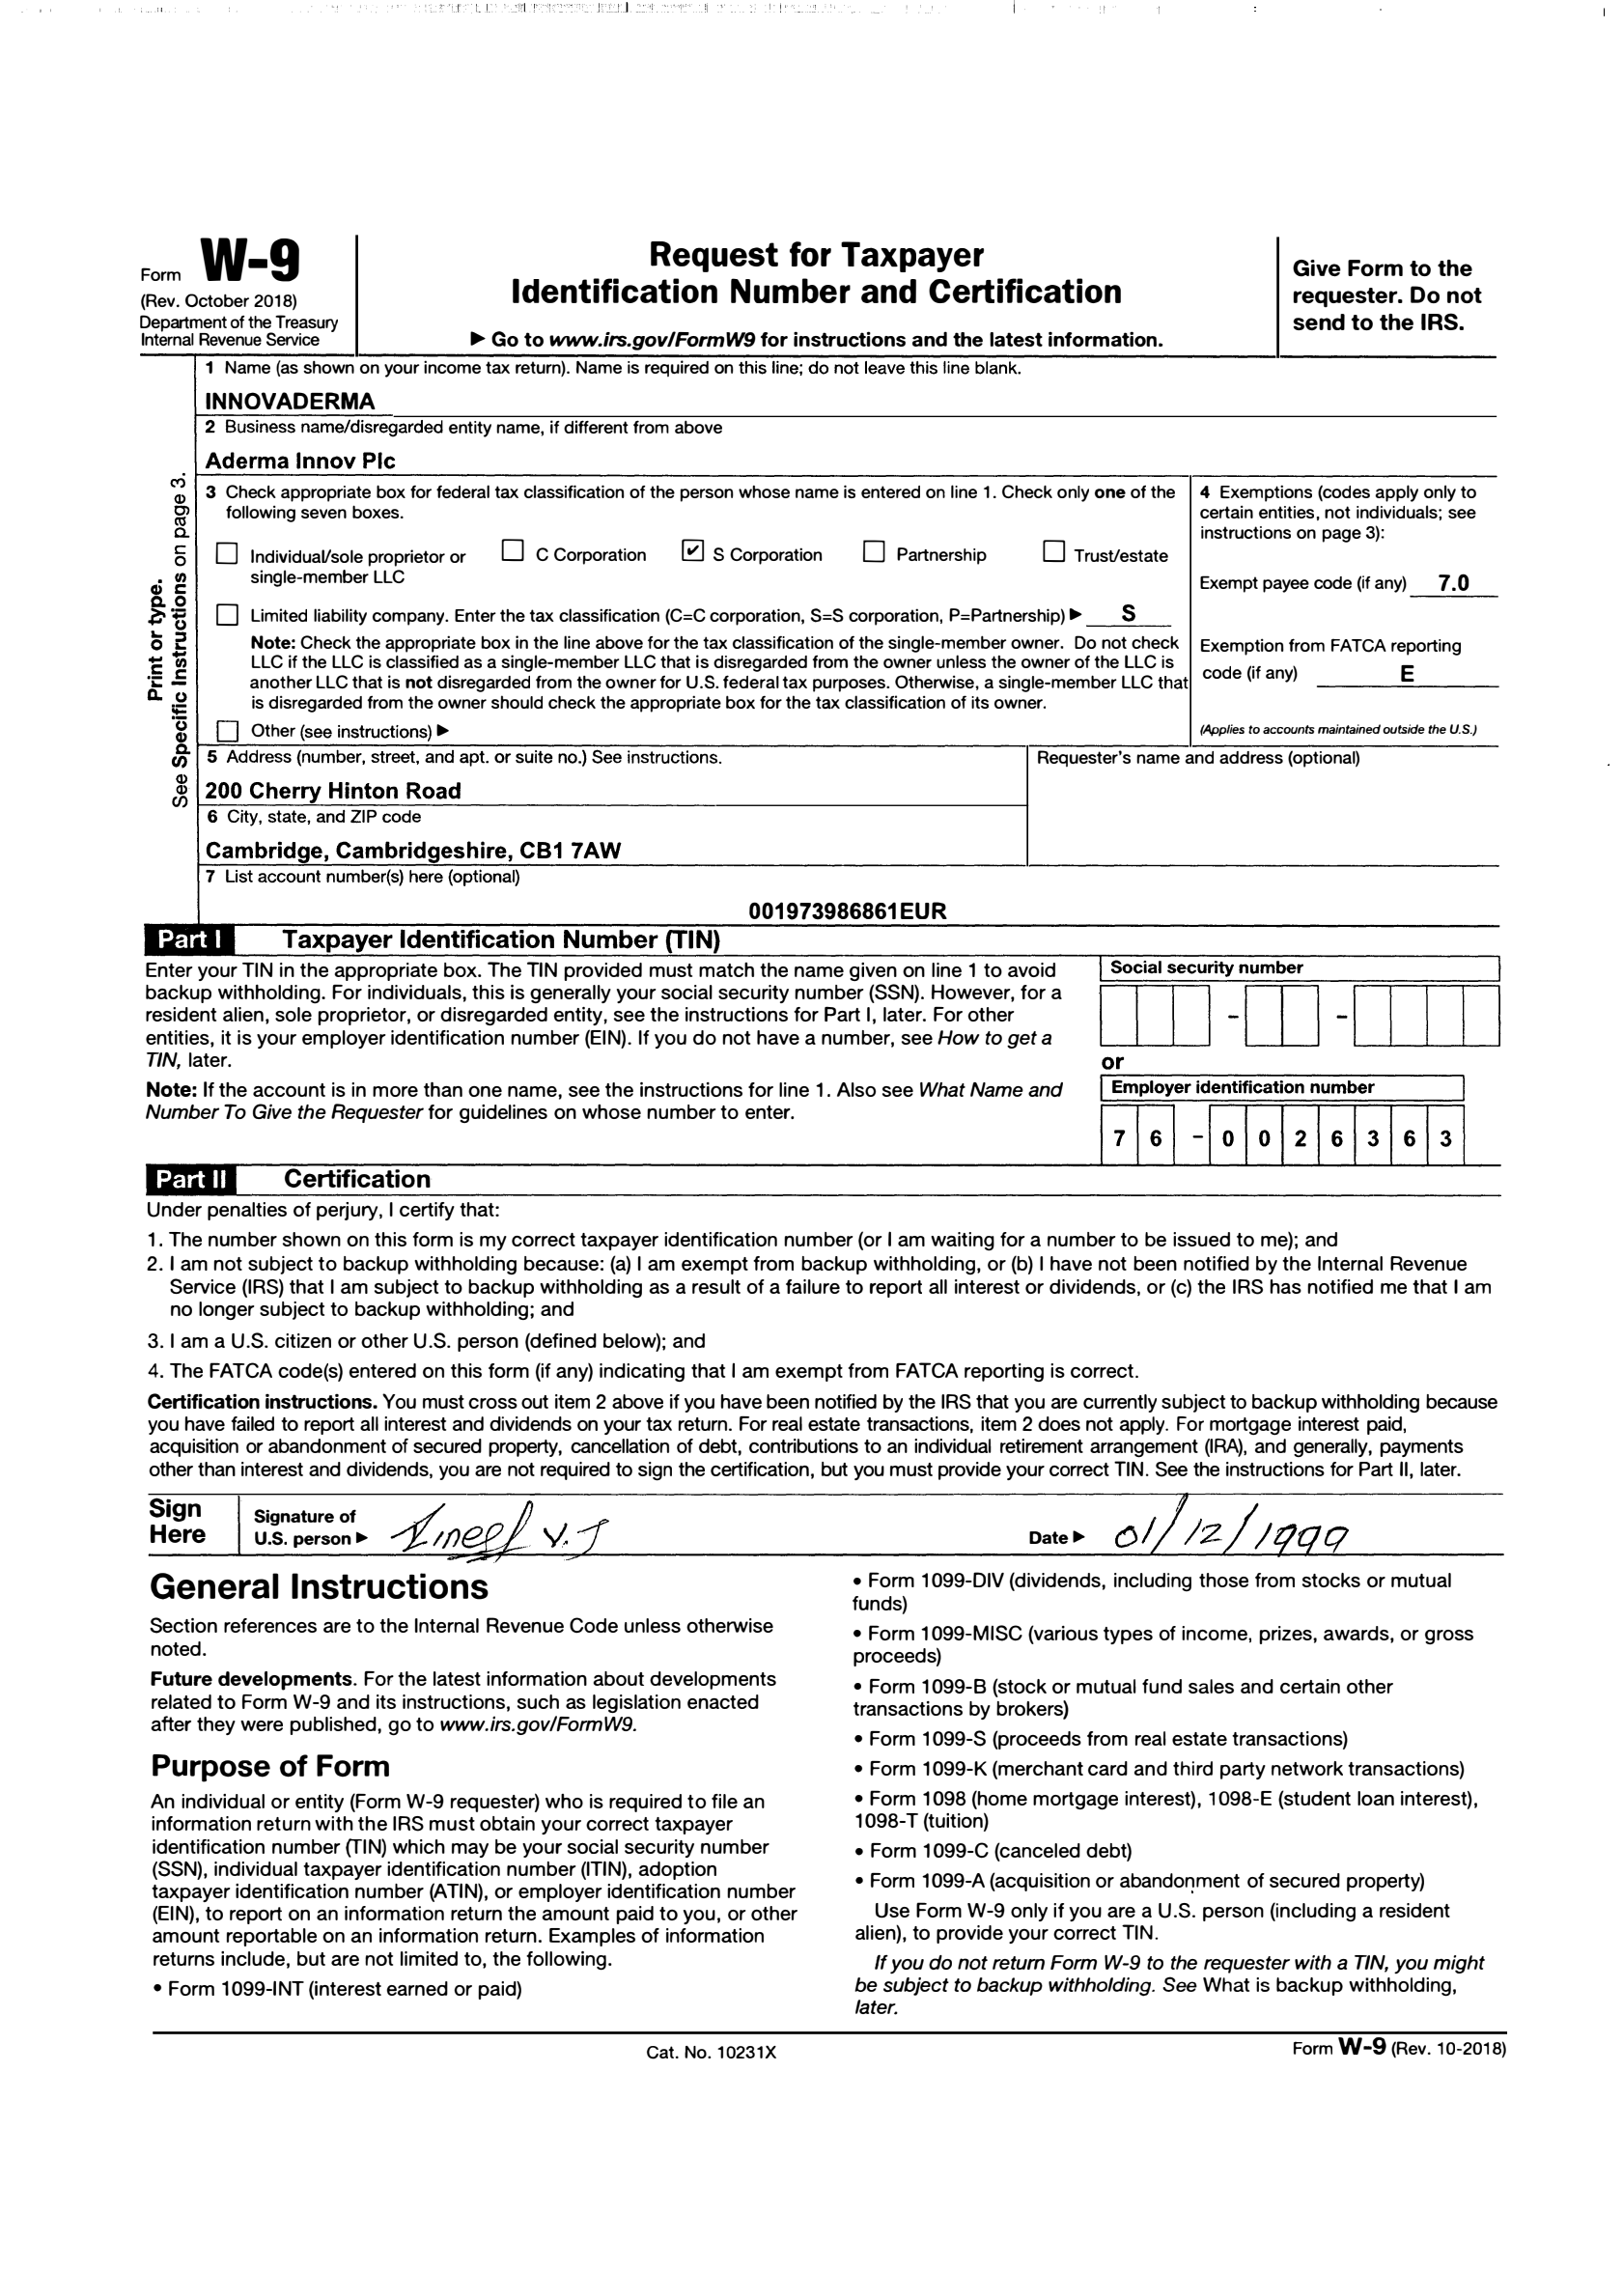 Form W-9
(Rev. October 2018)
Department of the Treasury
Internal Revenue Service
Request for Taxpayer
Identification Number and Certification
▶ Go to www.irs.gov/FormW9 for instructions and the latest information.
Give Form to the
requester. Do not
send to the IRS.
Print or type.
See Specific Instructions on page 3.
1 Name (as shown on your income tax return). Name is required on this line; do not leave this line blank.
INNOVADERMA
2 Business name/disregarded entity name, if different from above
Aderma Innov Plc
3 Check appropriate box for federal tax classification of the person whose name is entered on line 1. Check only one of the
following seven boxes.
☐ Individual/sole proprietor or
single-member LLC
☐ C Corporation
☑ S Corporation
☐ Partnership
☐ Trust/estate
☐ Limited liability company. Enter the tax classification (C=C corporation, S=S corporation, P=Partnership) ▶ S
Note: Check the appropriate box in the line above for the tax classification of the single-member owner. Do not check
LLC if the LLC is classified as a single-member LLC that is disregarded from the owner unless the owner of the LLC is
another LLC that is not disregarded from the owner for U.S. federal tax purposes. Otherwise, a single-member LLC that
is disregarded from the owner should check the appropriate box for the tax classification of its owner.
☐ Other (see instructions) ▶
4 Exemptions (codes apply only to
certain entities, not individuals; see
instructions on page 3):
Exempt payee code (if any) 7.0
Exemption from FATCA reporting
code (if any) E
(Applies to accounts maintained outside the U.S.)
5 Address (number, street, and apt. or suite no.) See instructions.
200 Cherry Hinton Road
6 City, state, and ZIP code
Cambridge, Cambridgeshire, CB1 7AW
Requester's name and address (optional)
7 List account number(s) here (optional)
001973986861EUR
Part I Taxpayer Identification Number (TIN)
Enter your TIN in the appropriate box. The TIN provided must match the name given on line 1 to avoid
backup withholding. For individuals, this is generally your social security number (SSN). However, for a
resident alien, sole proprietor, or disregarded entity, see the instructions for Part I, later. For other
entities, it is your employer identification number (EIN). If you do not have a number, see How to get a
TIN, later.
Note: If the account is in more than one name, see the instructions for line 1. Also see What Name and
Number To Give the Requester for guidelines on whose number to enter.
Social security number
– –
or
Employer identification number
7 6 – 0 0 2 6 3 6 3
Part II Certification
Under penalties of perjury, I certify that:
1. The number shown on this form is my correct taxpayer identification number (or I am waiting for a number to be issued to me); and
2. I am not subject to backup withholding because: (a) I am exempt from backup withholding, or (b) I have not been notified by the Internal Revenue
Service (IRS) that I am subject to backup withholding as a result of a failure to report all interest or dividends, or (c) the IRS has notified me that I am
no longer subject to backup withholding; and
3. I am a U.S. citizen or other U.S. person (defined below); and
4. The FATCA code(s) entered on this form (if any) indicating that I am exempt from FATCA reporting is correct.
Certification instructions. You must cross out item 2 above if you have been notified by the IRS that you are currently subject to backup withholding because
you have failed to report all interest and dividends on your tax return. For real estate transactions, item 2 does not apply. For mortgage interest paid,
acquisition or abandonment of secured property, cancellation of debt, contributions to an individual retirement arrangement (IRA), and generally, payments
other than interest and dividends, you are not required to sign the certification, but you must provide your correct TIN. See the instructions for Part II, later.
Sign
Here
Signature of
U.S. person ▶ V.J
Date ▶ 01/12/1999
General Instructions
Section references are to the Internal Revenue Code unless otherwise
noted.
Future developments. For the latest information about developments
related to Form W-9 and its instructions, such as legislation enacted
after they were published, go to www.irs.gov/FormW9.
Purpose of Form
An individual or entity (Form W-9 requester) who is required to file an
information return with the IRS must obtain your correct taxpayer
identification number (TIN) which may be your social security number
(SSN), individual taxpayer identification number (ITIN), adoption
taxpayer identification number (ATIN), or employer identification number
(EIN), to report on an information return the amount paid to you, or other
amount reportable on an information return. Examples of information
returns include, but are not limited to, the following.
• Form 1099-INT (interest earned or paid)
• Form 1099-DIV (dividends, including those from stocks or mutual
funds)
• Form 1099-MISC (various types of income, prizes, awards, or gross
proceeds)
• Form 1099-B (stock or mutual fund sales and certain other
transactions by brokers)
• Form 1099-S (proceeds from real estate transactions)
• Form 1099-K (merchant card and third party network transactions)
• Form 1098 (home mortgage interest), 1098-E (student loan interest),
1098-T (tuition)
• Form 1099-C (canceled debt)
• Form 1099-A (acquisition or abandonment of secured property)
Use Form W-9 only if you are a U.S. person (including a resident
alien), to provide your correct TIN.
If you do not return Form W-9 to the requester with a TIN, you might
be subject to backup withholding. See What is backup withholding,
later.
Cat. No. 10231X
Form W-9 (Rev. 10-2018)